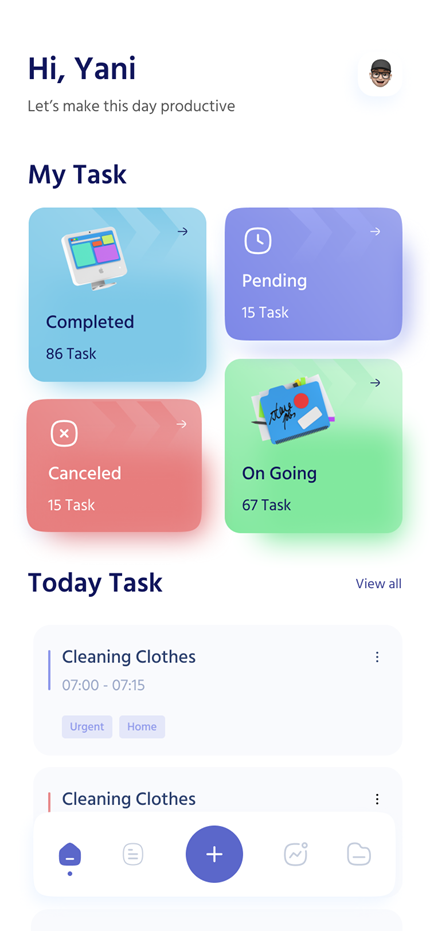 Hi, Yani
Let's make this day productive
My Task
Completed
86 Task
Pending
15 Task
Canceled
15 Task
On Going
67 Task
Today Task
View all
Cleaning Clothes
07:00 - 07:15
Urgent
Home
Cleaning Clothes